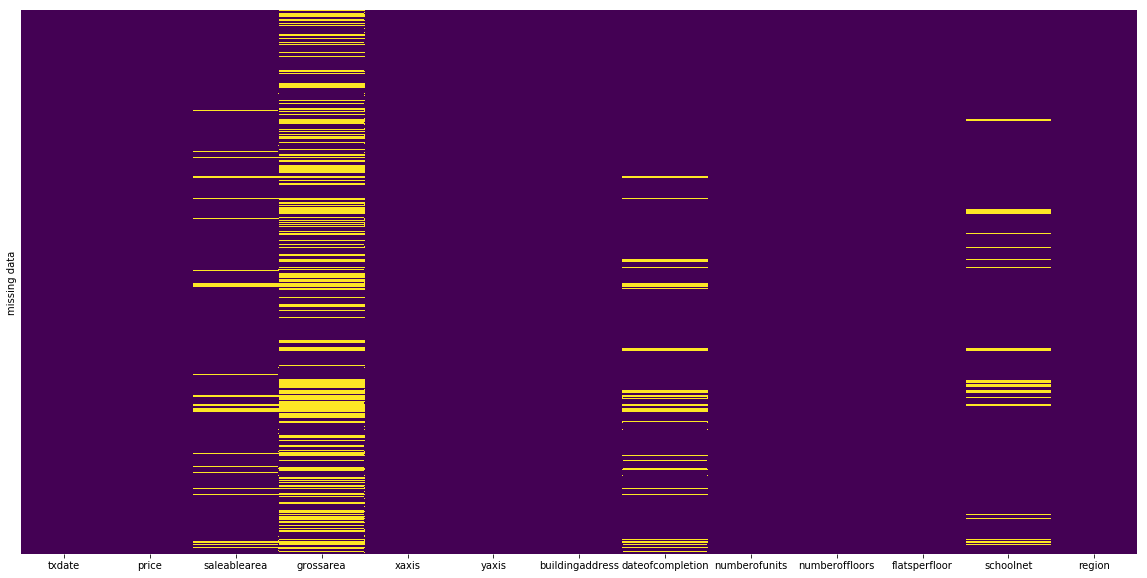 missing data
txdate price saleablearea grossarea xaxis yaxis buildingaddress dateofcompletion numberofunits numberoffloors flatsperfloor schoolnet region